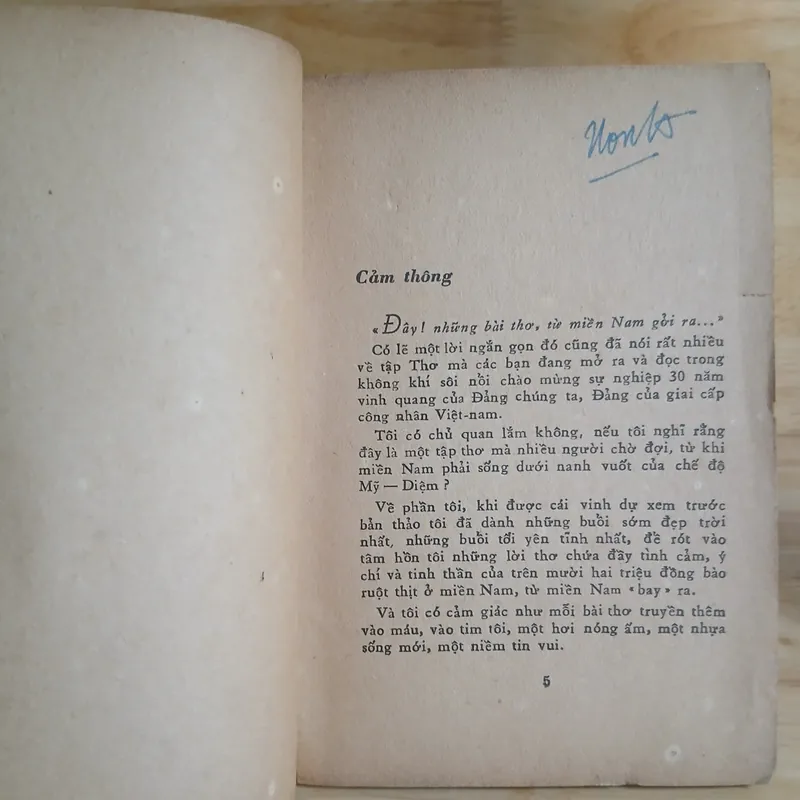 Cảm thông
«Đây! những bài thơ, từ miền Nam gởi ra...»
Có lẽ một lời ngắn gọn đó cũng đã nói rất nhiều
về tập Thơ mà các bạn đang mở ra và đọc trong
không khí sôi nổi chào mừng sự nghiệp 30 năm
vinh quang của Đảng chúng ta, Đảng của giai cấp
công nhân Việt-nam.
Tôi có chủ quan lắm không, nếu tôi nghĩ rằng
đây là một tập thơ mà nhiều người chờ đợi, từ khi
miền Nam phải sống dưới nanh vuốt của chế độ
Mỹ — Diệm ?
Về phần tôi, khi được cái vinh dự xem trước
bản thảo tôi đã dành những buổi sớm đẹp trời
nhất, những buổi tối yên tĩnh nhất, để rót vào
tâm hồn tôi những lời thơ chứa đầy tình cảm, ý
chí và tinh thần của trên mười hai triệu đồng bào
ruột thịt ở miền Nam, từ miền Nam «bay» ra.
Và tôi có cảm giác như mỗi bài thơ truyền thêm
vào máu, vào tim tôi, một hơi nóng ấm, một nhựa
sống mới, một niềm tin vui.
5